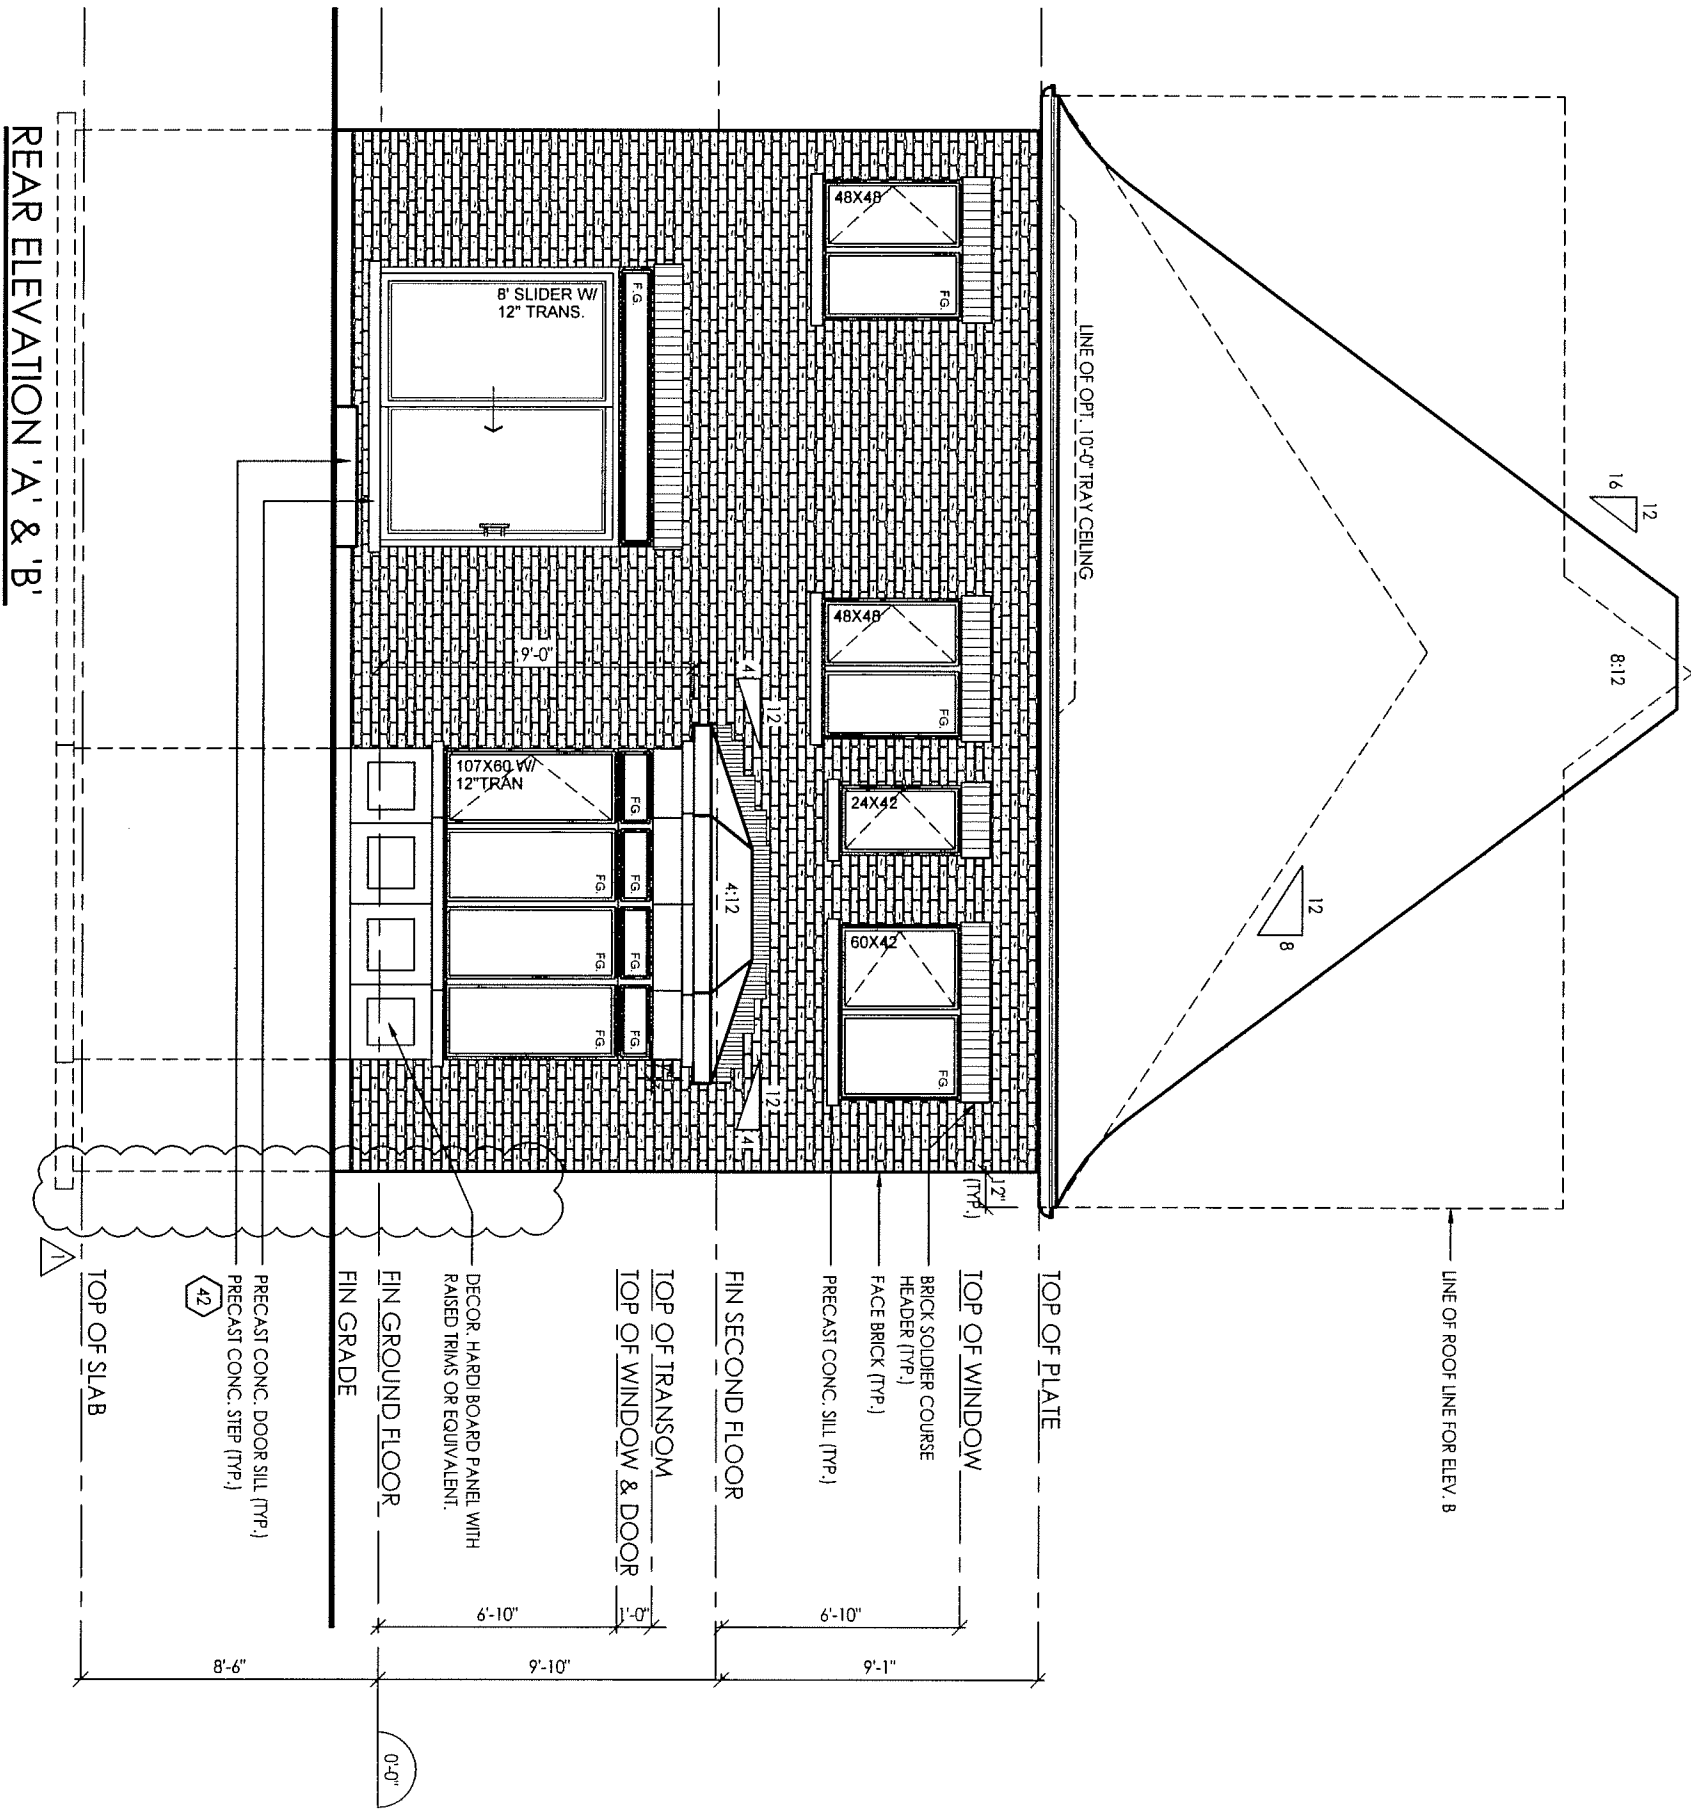 LINE OF ROOF LINE FOR ELEV. B
12
16
8:12
12
8
LINE OF OPT. 10'-0" TRAY CEILING
TOP OF PLATE
12"
(TYP.)
TOP OF WINDOW
BRICK SOLDIER COURSE
HEADER (TYP.)
FACE BRICK (TYP.)
PRECAST CONC. SILL (TYP.)
48X48
FG.
48X48
FG.
24X42
60X42
FG.
6'-10"
9'-1"
FIN SECOND FLOOR
4
12
4:12
12
4
TOP OF TRANSOM
TOP OF WINDOW & DOOR
1'-0"
F.G.
8' SLIDER W/
12" TRANS.
9'-0"
FG.
FG.
FG.
FG.
107X60 W/
12"TRAN
FG.
FG.
FG.
6'-10"
9'-10"
DECOR. HARDI BOARD PANEL WITH
RAISED TRIMS OR EQUIVALENT.
FIN GROUND FLOOR
0'-0"
FIN GRADE
PRECAST CONC. DOOR SILL (TYP.)
PRECAST CONC. STEP (TYP.)
42
8'-6"
TOP OF SLAB
1
REAR ELEVATION 'A' & 'B'